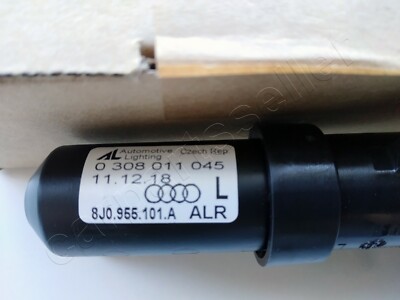 AL Automotive Lighting Czech Rep
0 308 011 045
11.12.18
L
8J0.955.101.A ALR